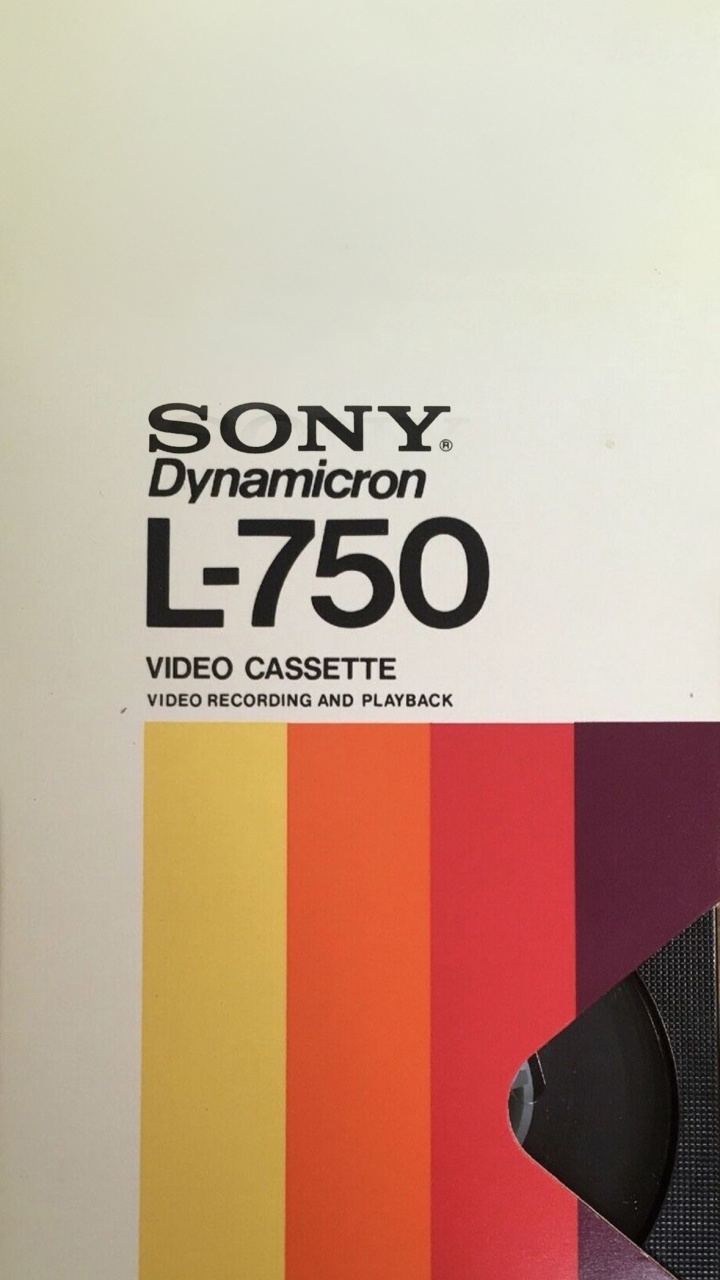 SONY®
Dynamicron
L-750
VIDEO CASSETTE
VIDEO RECORDING AND PLAYBACK